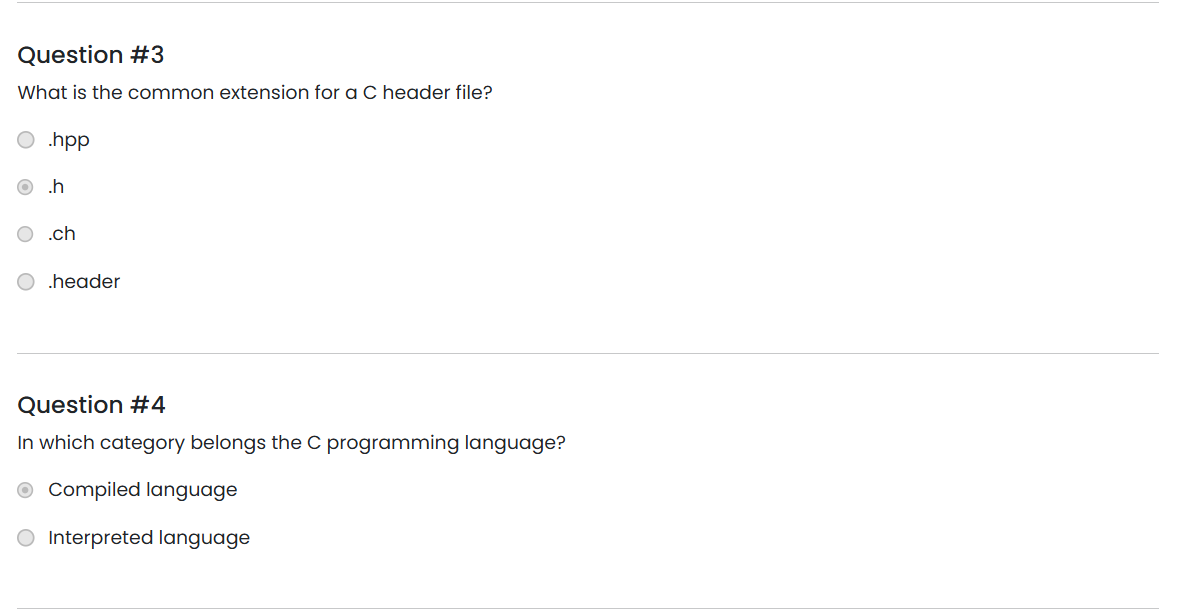 Question #3
What is the common extension for a C header file?
.hpp
.h
.ch
.header
Question #4
In which category belongs the C programming language?
Compiled language
Interpreted language